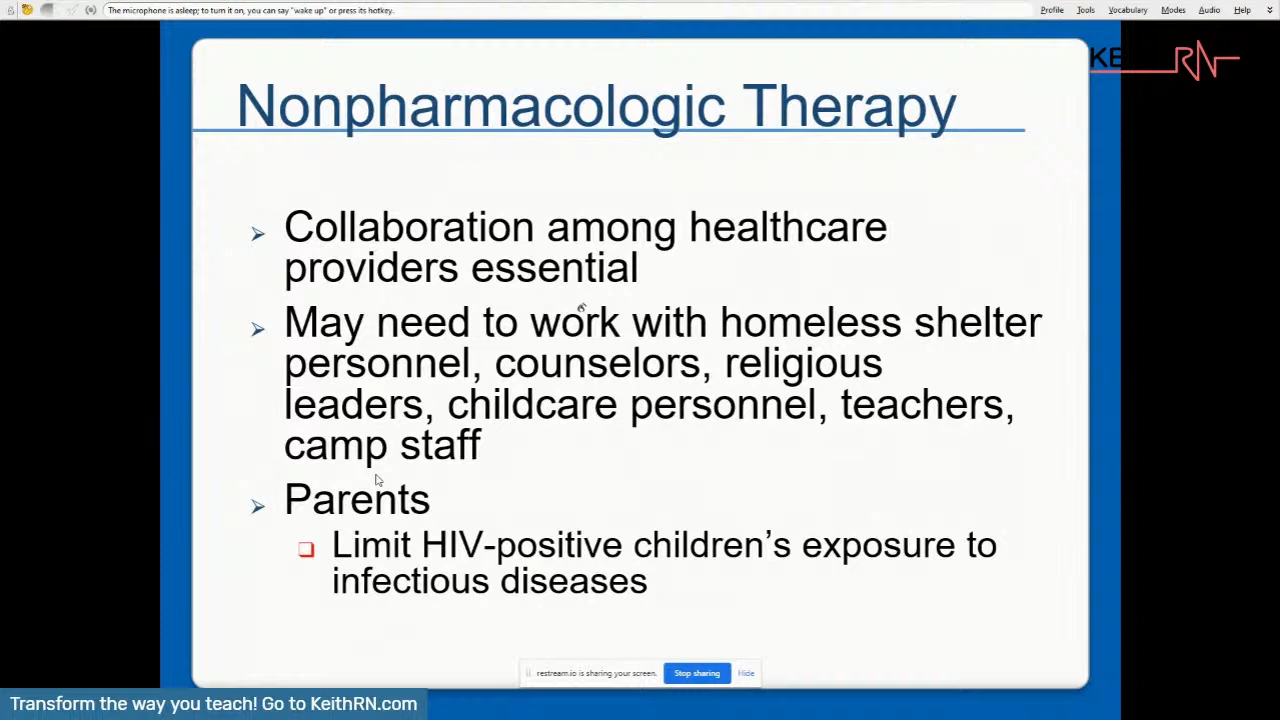 The microphone is asleep; to turn it on, you can say "wake up" or press its hotkey.
Profile Tools Vocabulary Modes Audio Help
KE RN
Nonpharmacologic Therapy
Collaboration among healthcare
providers essential
May need to work with homeless shelter
personnel, counselors, religious
leaders, childcare personnel, teachers,
camp staff
Parents
Limit HIV-positive children’s exposure to
infectious diseases
restream.io is sharing your screen. Stop sharing Hide
Transform the way you teach! Go to KeithRN.com